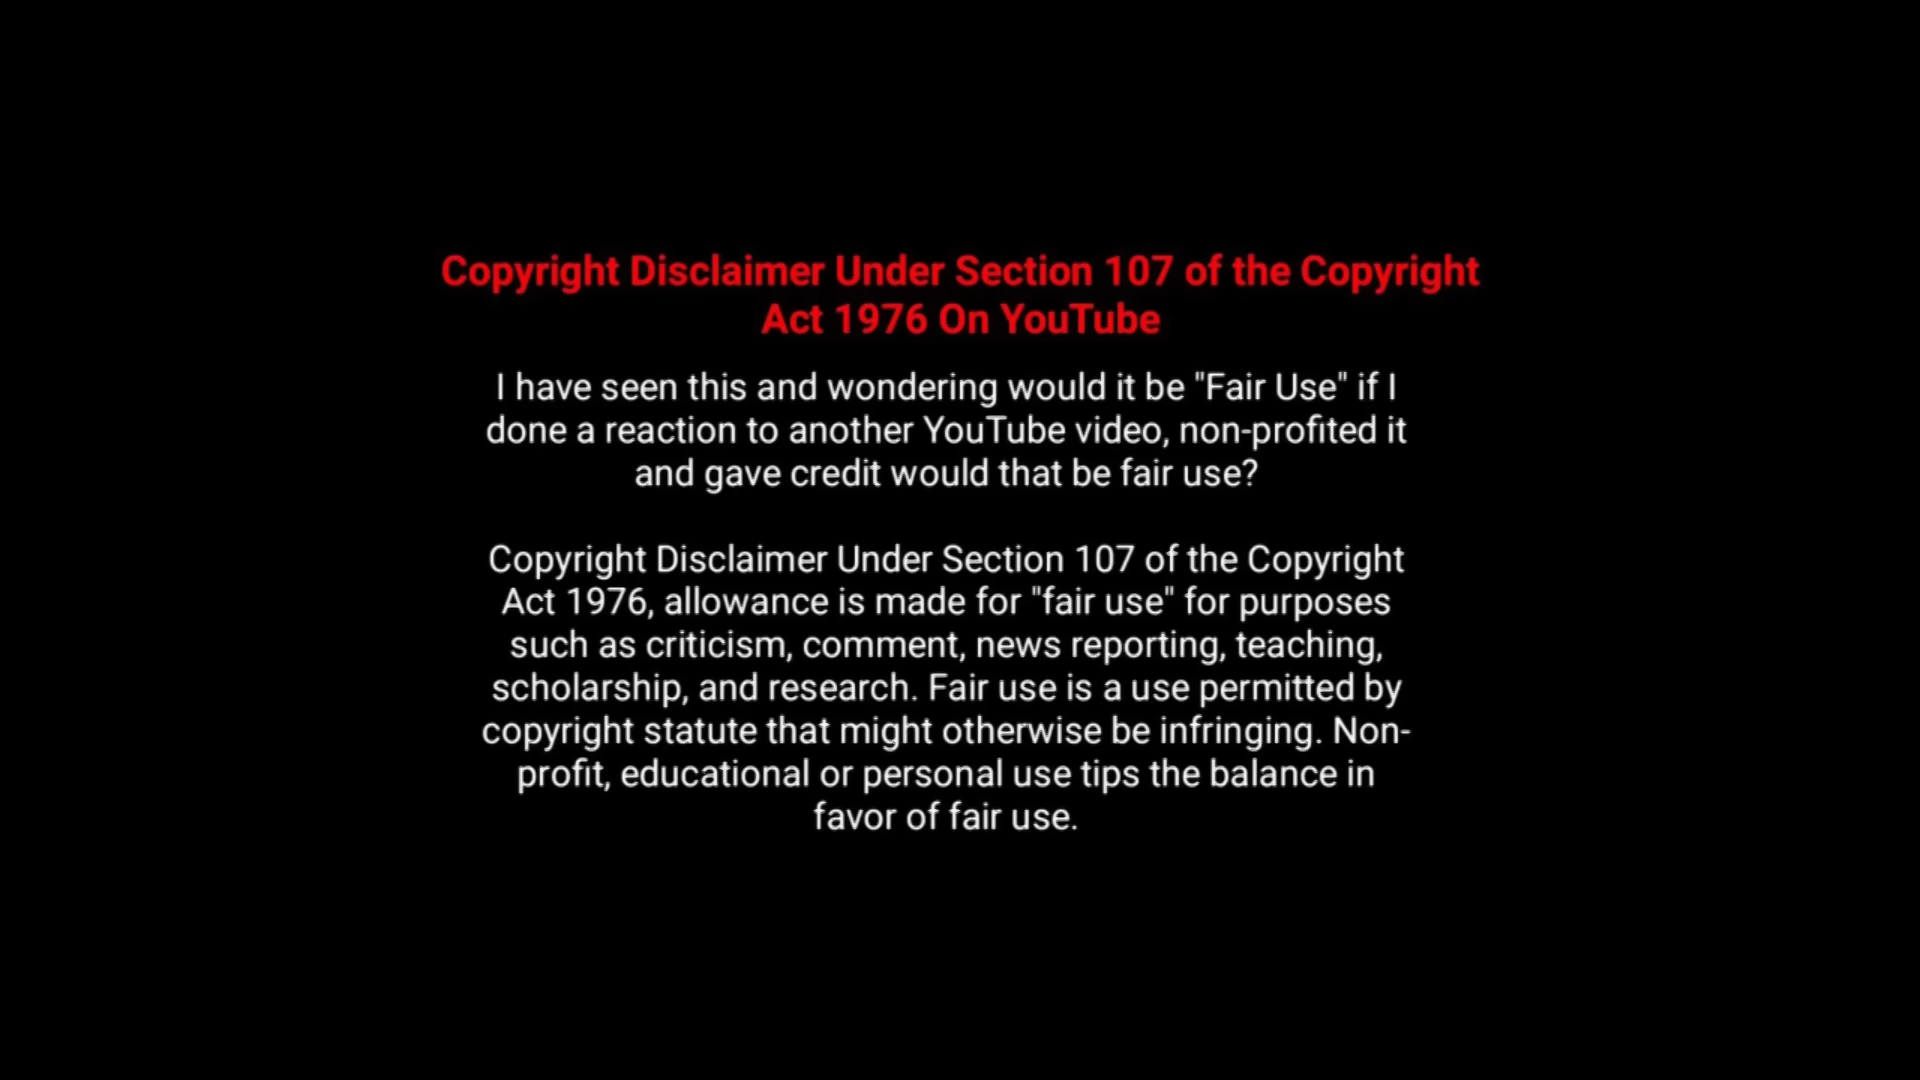 Copyright Disclaimer Under Section 107 of the Copyright
Act 1976 On YouTube
I have seen this and wondering would it be "Fair Use" if I
done a reaction to another YouTube video, non-profited it
and gave credit would that be fair use?
Copyright Disclaimer Under Section 107 of the Copyright
Act 1976, allowance is made for "fair use" for purposes
such as criticism, comment, news reporting, teaching,
scholarship, and research. Fair use is a use permitted by
copyright statute that might otherwise be infringing. Non-
profit, educational or personal use tips the balance in
favor of fair use.